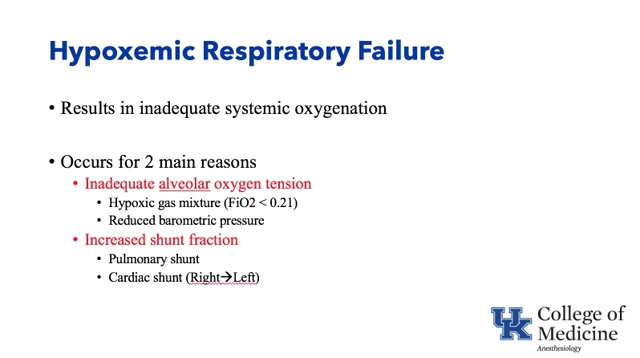 Hypoxemic Respiratory Failure
• Results in inadequate systemic oxygenation
• Occurs for 2 main reasons
• Inadequate alveolar oxygen tension
• Hypoxic gas mixture (FiO2 < 0.21)
• Reduced barometric pressure
• Increased shunt fraction
• Pulmonary shunt
• Cardiac shunt (Right→Left)
UK College of
Medicine
Anesthesiology